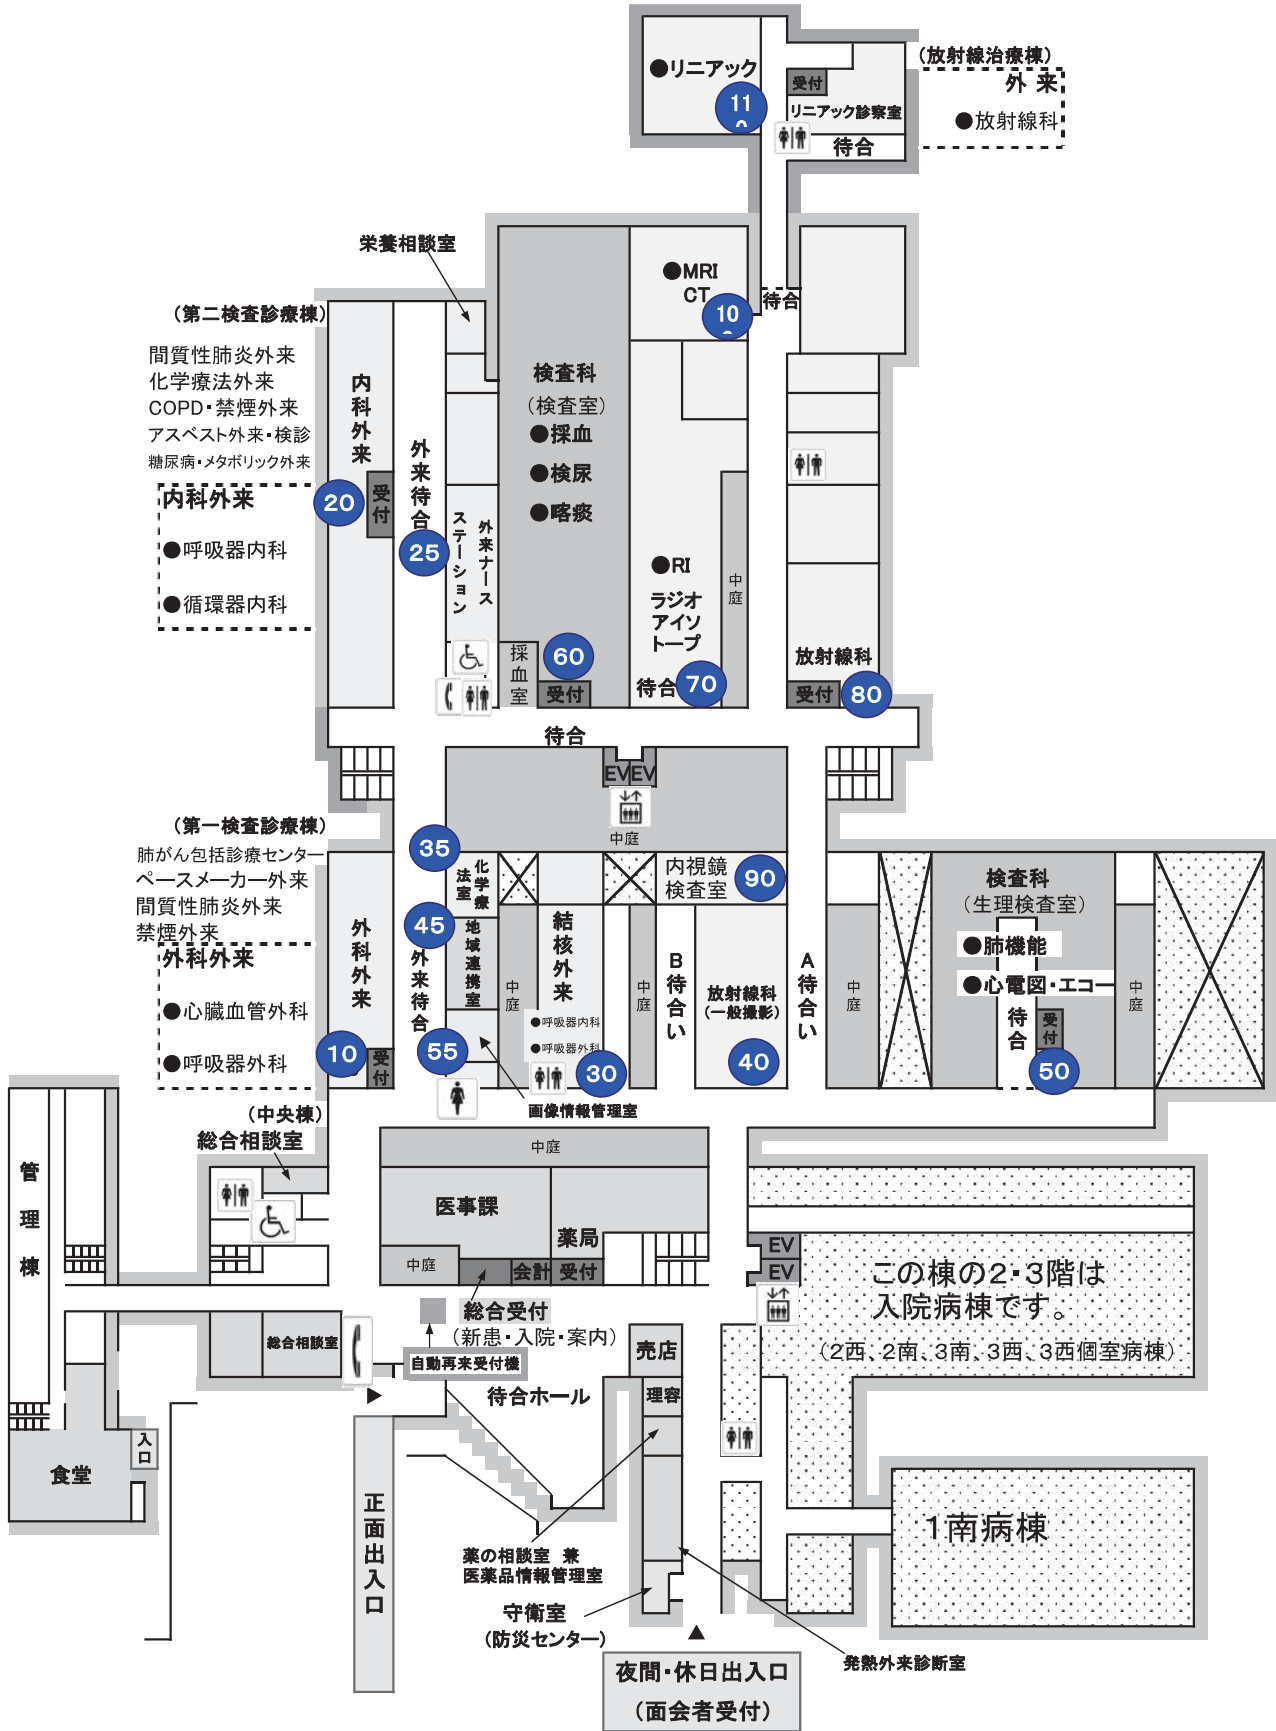 (放射線治療棟)
外 来
●放射線科
●リニアック
11
0
受付
リニアック診察室
待合
栄養相談室
●MRI
CT
10
待合
(第二検査診療棟)
間質性肺炎外来
化学療法外来
COPD・禁煙外来
アスベスト外来・検診
糖尿病・メタボリック外来
内科外来
●呼吸器内科
●循環器内科
内科外来
20
受付
外来待合
25
外来ナース
ステーション
検査科
(検査室)
●採血
●検尿
●喀痰
採血室
60
受付
●RI
ラジオ
アイソ
トープ
待合
70
中庭
放射線科
受付
80
待合
EV
EV
中庭
(第一検査診療棟)
肺がん包括診療センター
ペースメーカー外来
間質性肺炎外来
禁煙外来
外科外来
●心臓血管外科
●呼吸器外科
外科外来
10
受付
35
化学療
法室
45
地域連携室
外来待合
55
中庭
結核外来
●呼吸器内科
●呼吸器外科
30
画像情報管理室
中庭
内視鏡
検査室
90
B待合い
放射線科
(一般撮影)
40
A待合い
中庭
検査科
(生理検査室)
●肺機能
●心電図・エコー
待合
受付
50
中庭
(中央棟)
総合相談室
管理棟
中庭
医事課
薬局
中庭
会計
受付
総合受付
(新患・入院・案内)
自動再来受付機
総合相談室
待合ホール
売店
理容
EV
EV
この棟の2・3階は
入院病棟です。
(2西、2南、3南、3西、3西個室病棟)
入口
食堂
正面出入口
薬の相談室 兼
医薬品情報管理室
守衛室
(防災センター)
1南病棟
発熱外来診断室
夜間・休日出入口
(面会者受付)